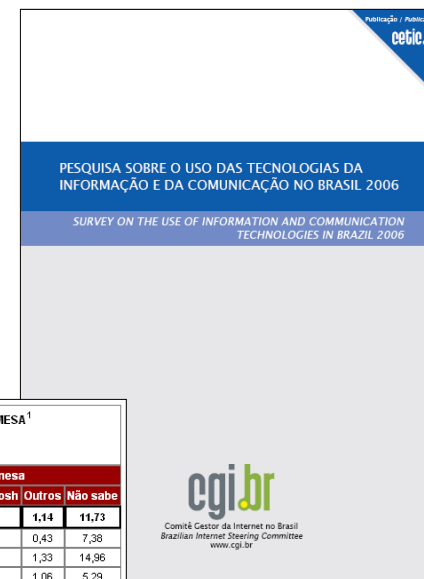 Publicação /
cetic.
PESQUISA SOBRE O USO DAS TECNOLOGIAS DA
INFORMAÇÃO E DA COMUNICAÇÃO NO BRASIL 2006
SURVEY ON THE USE OF INFORMATION AND COMMUNICATION
TECHNOLOGIES IN BRAZIL 2006
MESA¹
nesa
osh Outros Não sabe
1,14 11,73
0,43 7,38
1,33 14,96
1,06 5,29
cgi.br
Comitê Gestor da Internet no Brasil
Brazilian Internet Steering Committee
www.cgi.br